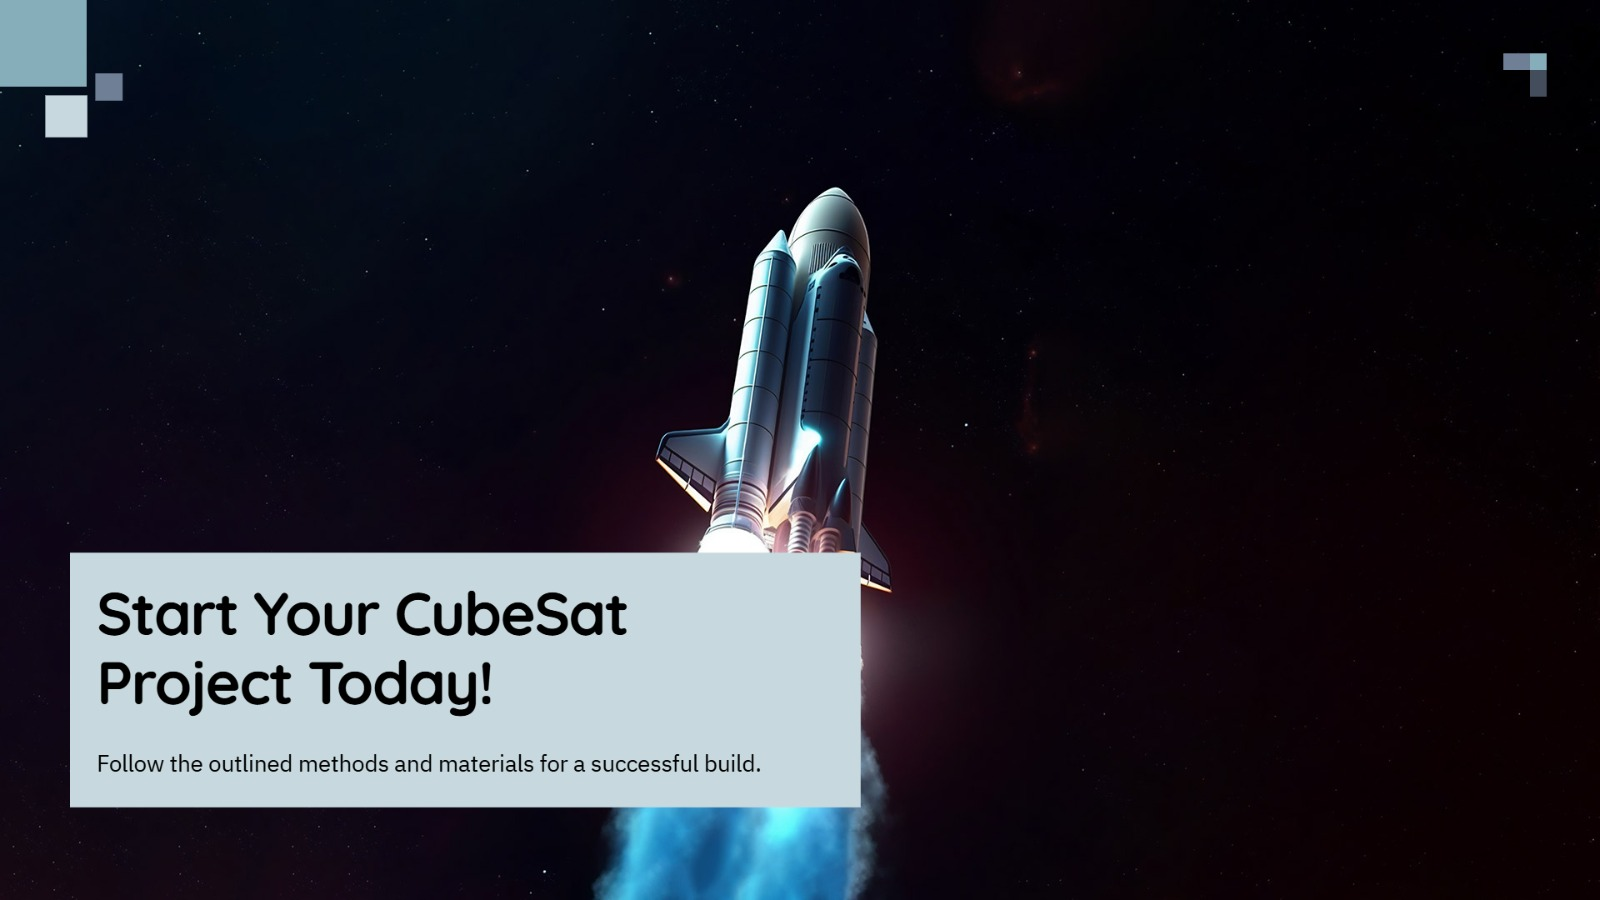 Start Your CubeSat
Project Today!
Follow the outlined methods and materials for a successful build.